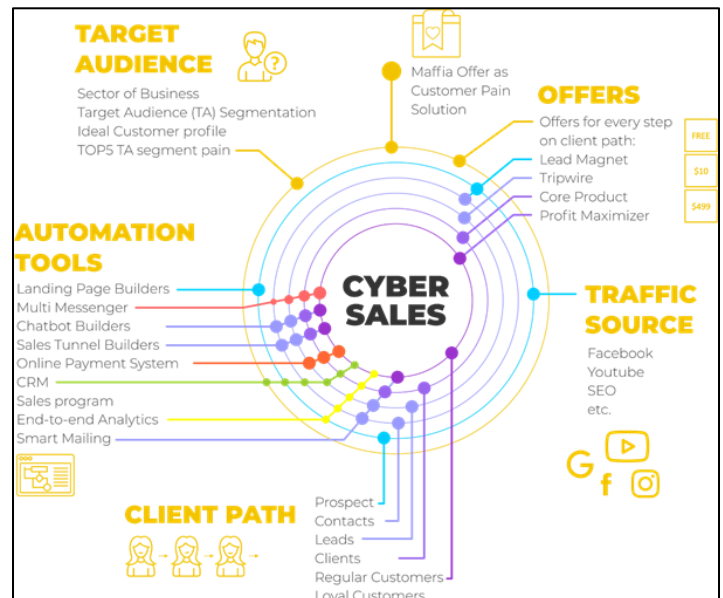 TARGET
AUDIENCE
Sector of Business
Target Audience (TA) Segmentation
Ideal Customer profile
TOP5 TA segment pain
?
Maffia Offer as
Customer Pain
Solution
OFFERS
Offers for every step
on client path:
Lead Magnet
Tripwire
Core Product
Profit Maximizer
FREE
$10
$499
AUTOMATION
TOOLS
Landing Page Builders
Multi Messenger
Chatbot Builders
Sales Tunnel Builders
Online Payment System
CRM
Sales program
End-to-end Analytics
Smart Mailing
CYBER
SALES
TRAFFIC
SOURCE
Facebook
Youtube
SEO
etc.
G
f
CLIENT PATH
Prospect
Contacts
Leads
Clients
Regular Customers
Loyal Customers